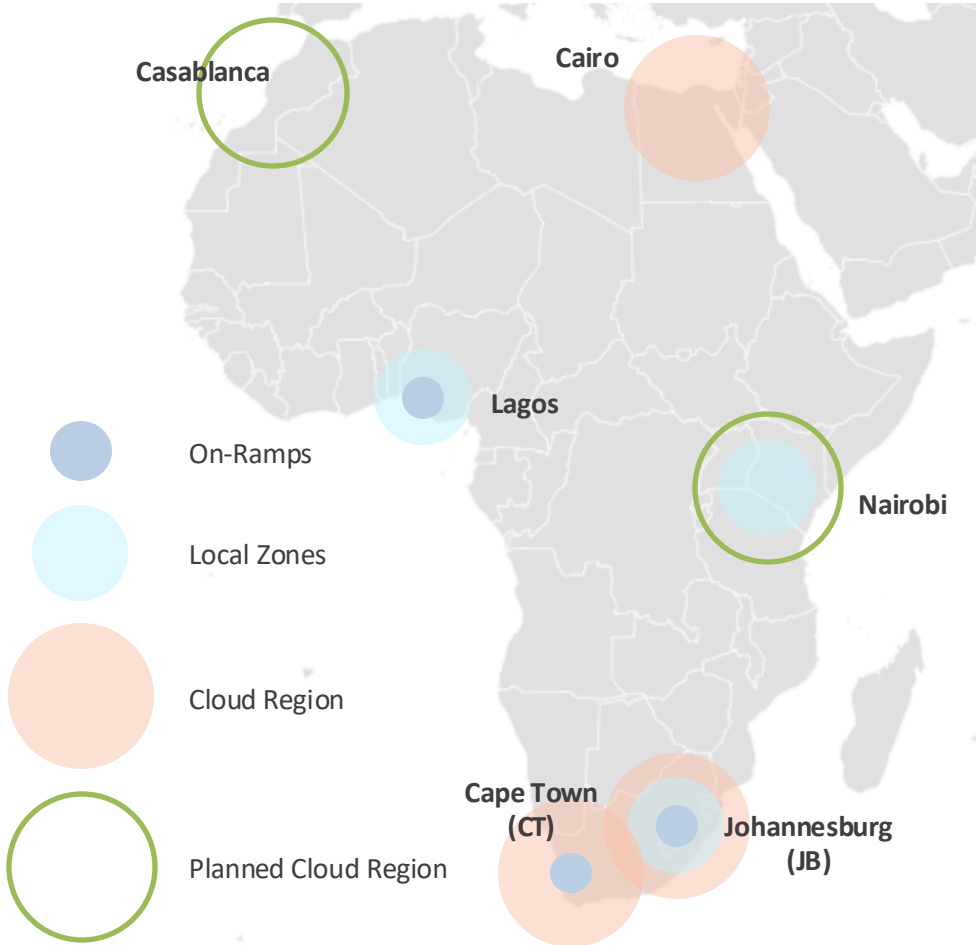 Casablanca
Cairo
Lagos
On-Ramps
Nairobi
Local Zones
Cloud Region
Cape Town
(CT)
Johannesburg
(JB)
Planned Cloud Region